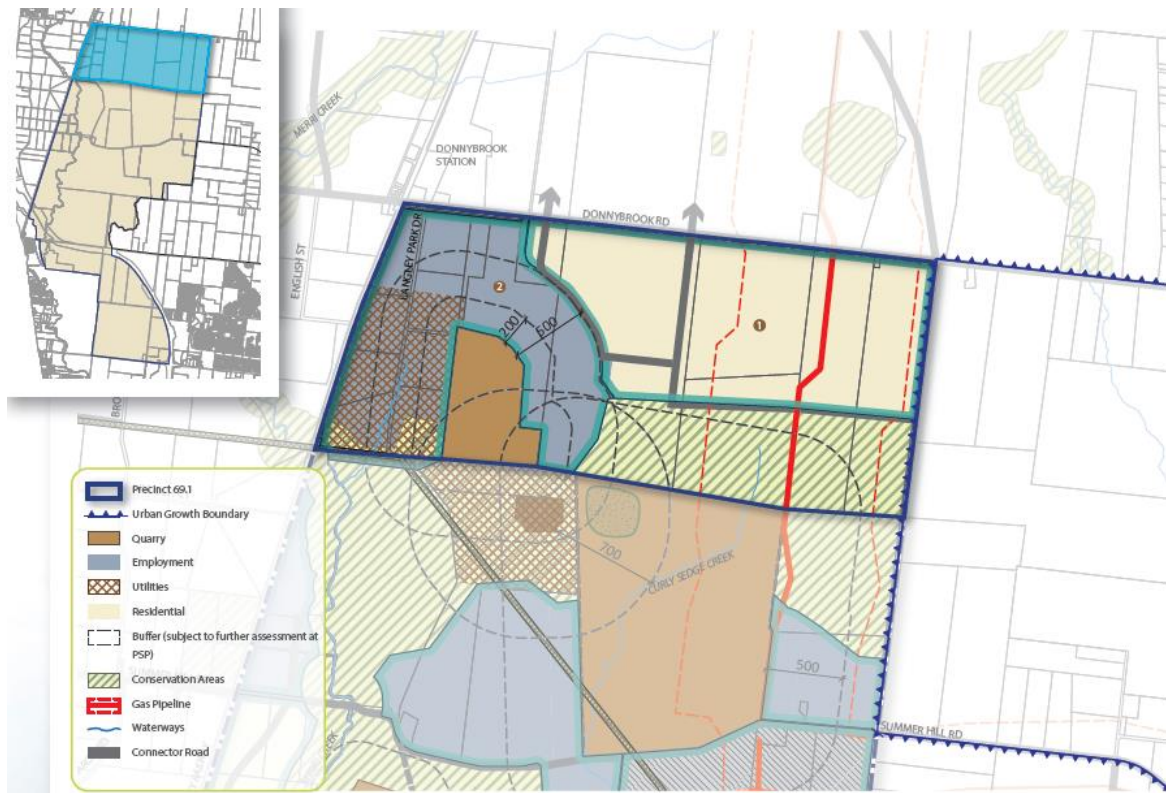 MERRI CREEK
DONNYBROOK
STATION
DONNYBROOK RD
LANGLEY PARK DR
ENGLISH ST
2
200
500
1
700
CURLY SEDGE CREEK
500
SUMMER HILL RD
Precinct 69.1
Urban Growth Boundary
Quarry
Employment
Utilities
Residential
Buffer (subject to further assessment at
PSP)
Conservation Areas
Gas Pipeline
Waterways
Connector Road